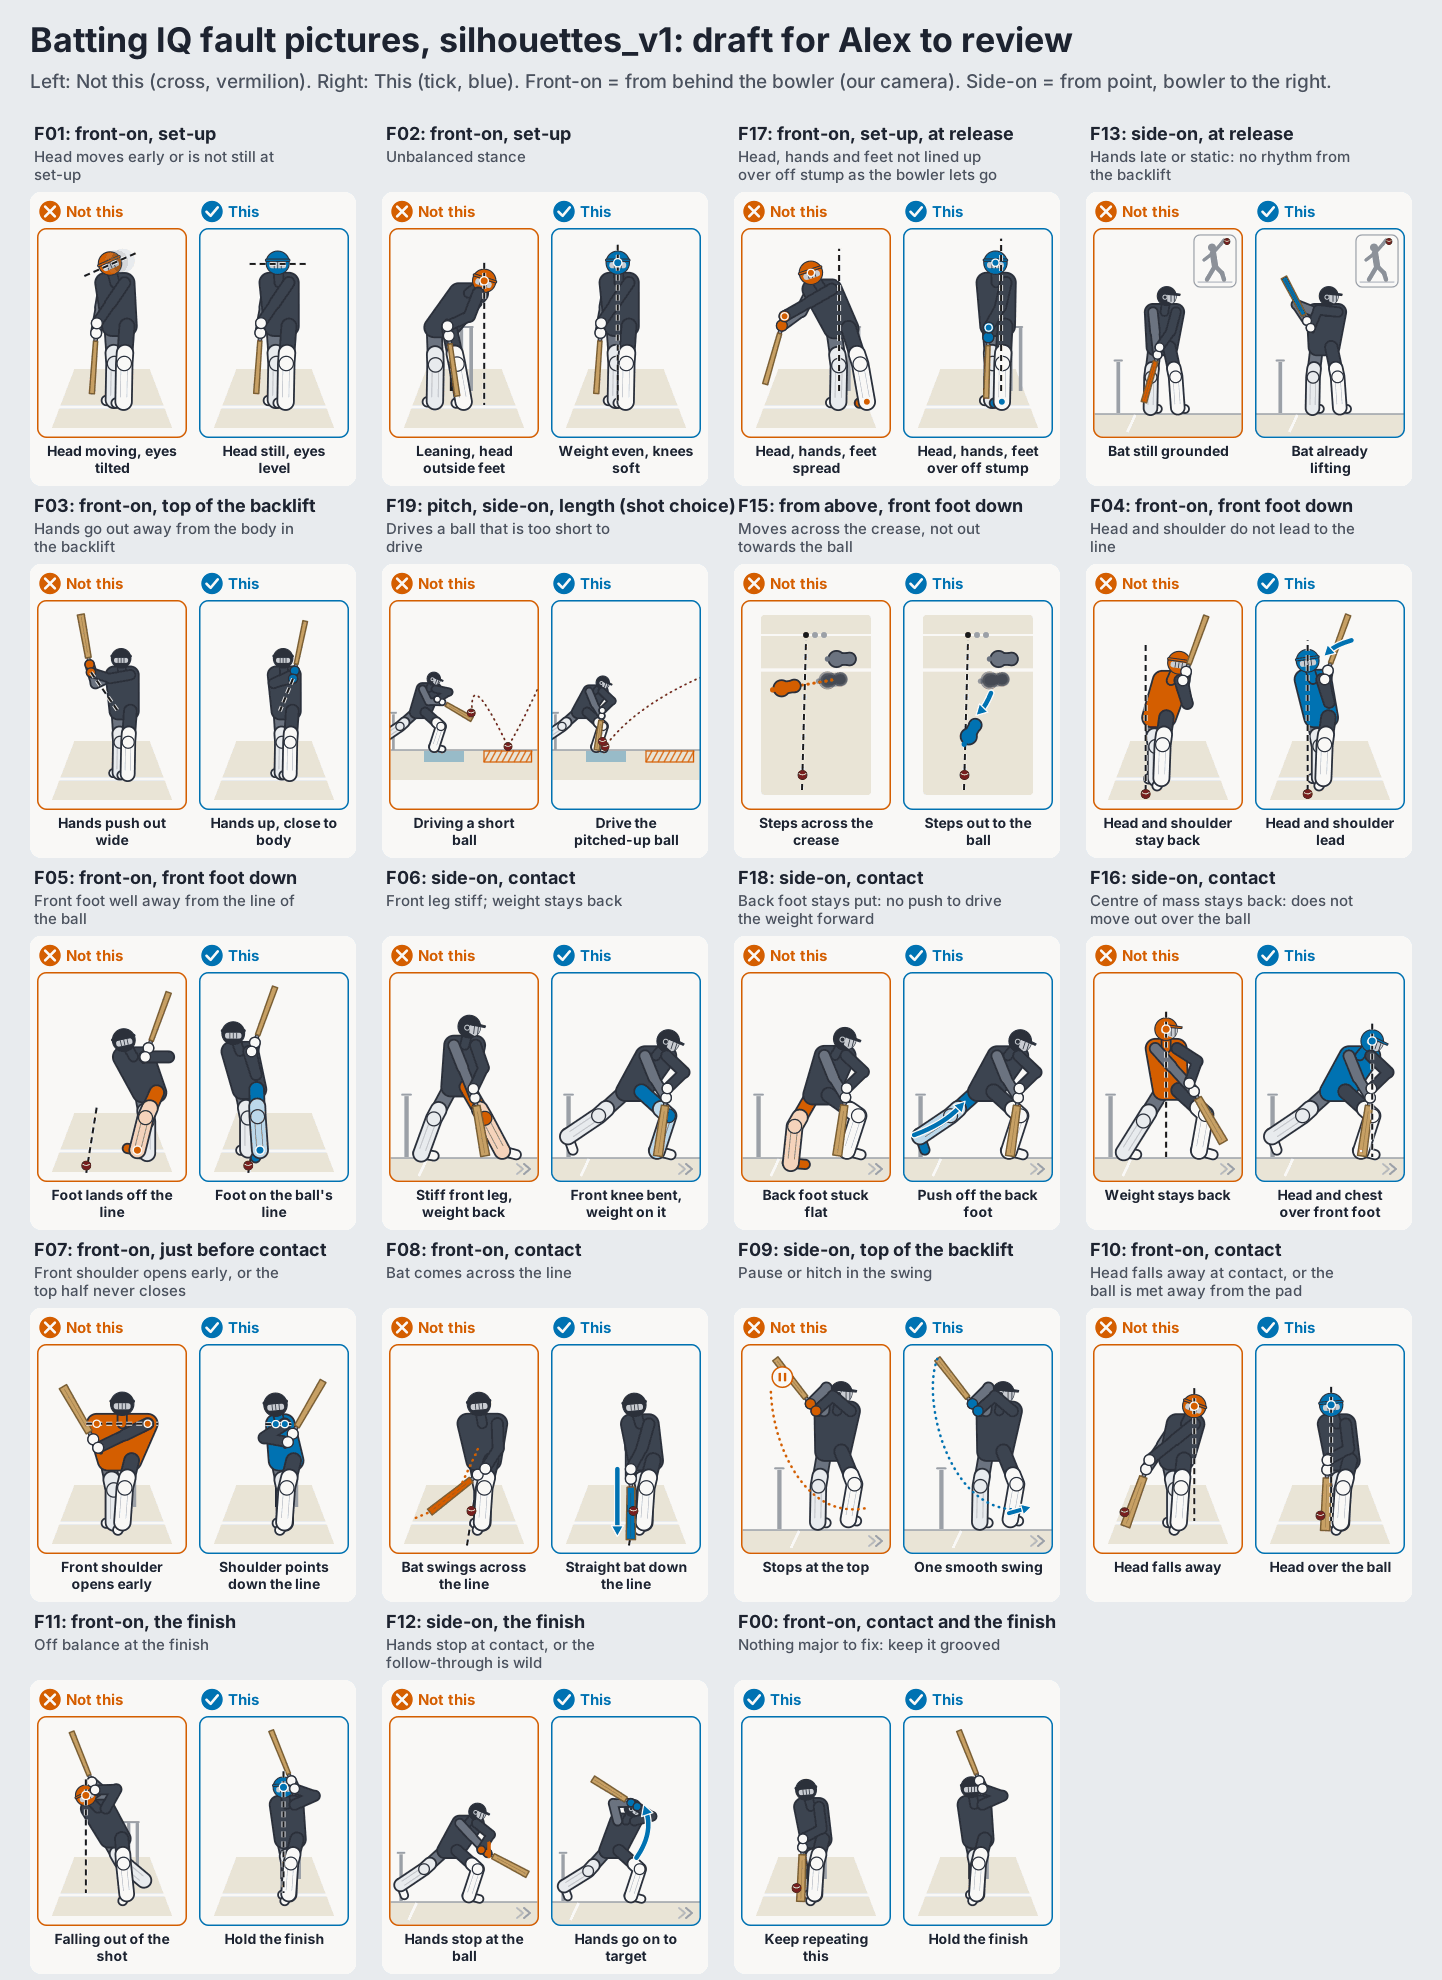 Batting IQ fault pictures, silhouettes_v1: draft for Alex to review
Left: Not this (cross, vermilion). Right: This (tick, blue). Front-on = from behind the bowler (our camera). Side-on = from point, bowler to the right.
F01: front-on, set-up
Head moves early or is not still at
set-up
Not this
This
Head moving, eyes
tilted
Head still, eyes
level
F02: front-on, set-up
Unbalanced stance
Not this
This
Leaning, head
outside feet
Weight even, knees
soft
F17: front-on, set-up, at release
Head, hands and feet not lined up
over off stump as the bowler lets go
Not this
This
Head, hands, feet
spread
Head, hands, feet
over off stump
F13: side-on, at release
Hands late or static: no rhythm from
the backlift
Not this
This
Bat still grounded
Bat already
lifting
F03: front-on, top of the backlift
Hands go out away from the body in
the backlift
Not this
This
Hands push out
wide
Hands up, close to
body
F19: pitch, side-on, length (shot choice)
Drives a ball that is too short to
drive
Not this
This
Driving a short
ball
Drive the
pitched-up ball
F15: from above, front foot down
Moves across the crease, not out
towards the ball
Not this
This
Steps across the
crease
Steps out to the
ball
F04: front-on, front foot down
Head and shoulder do not lead to the
line
Not this
This
Head and shoulder
stay back
Head and shoulder
lead
F05: front-on, front foot down
Front foot well away from the line of
the ball
Not this
This
Foot lands off the
line
Foot on the ball's
line
F06: side-on, contact
Front leg stiff; weight stays back
Not this
This
Stiff front leg,
weight back
Front knee bent,
weight on it
F18: side-on, contact
Back foot stays put: no push to drive
the weight forward
Not this
This
Back foot stuck
flat
Push off the back
foot
F16: side-on, contact
Centre of mass stays back: does not
move out over the ball
Not this
This
Weight stays back
Head and chest
over front foot
F07: front-on, just before contact
Front shoulder opens early, or the
top half never closes
Not this
This
Front shoulder
opens early
Shoulder points
down the line
F08: front-on, contact
Bat comes across the line
Not this
This
Bat swings across
the line
Straight bat down
the line
F09: side-on, top of the backlift
Pause or hitch in the swing
Not this
This
Stops at the top
One smooth swing
F10: front-on, contact
Head falls away at contact, or the
ball is met away from the pad
Not this
This
Head falls away
Head over the ball
F11: front-on, the finish
Off balance at the finish
Not this
This
Falling out of the
shot
Hold the finish
F12: side-on, the finish
Hands stop at contact, or the
follow-through is wild
Not this
This
Hands stop at the
ball
Hands go on to
target
F00: front-on, contact and the finish
Nothing major to fix: keep it grooved
This
This
Keep repeating
this
Hold the finish